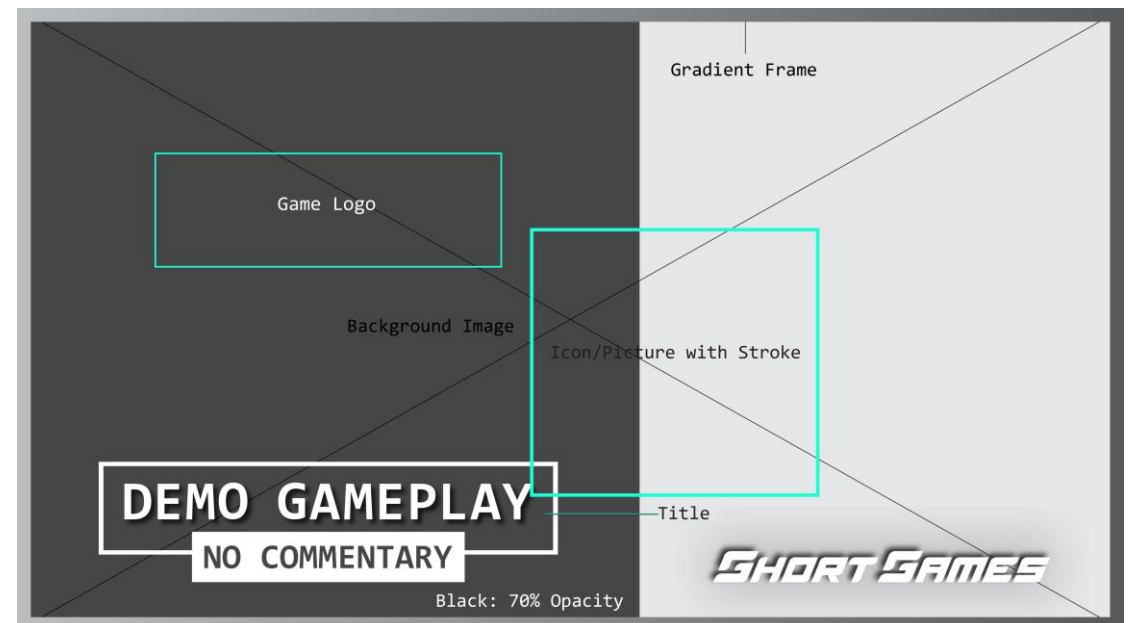 Gradient Frame
Game Logo
Background Image
Icon/Picture with Stroke
DEMO GAMEPLAY
Title
NO COMMENTARY
SHORT GAMES
Black: 70% Opacity